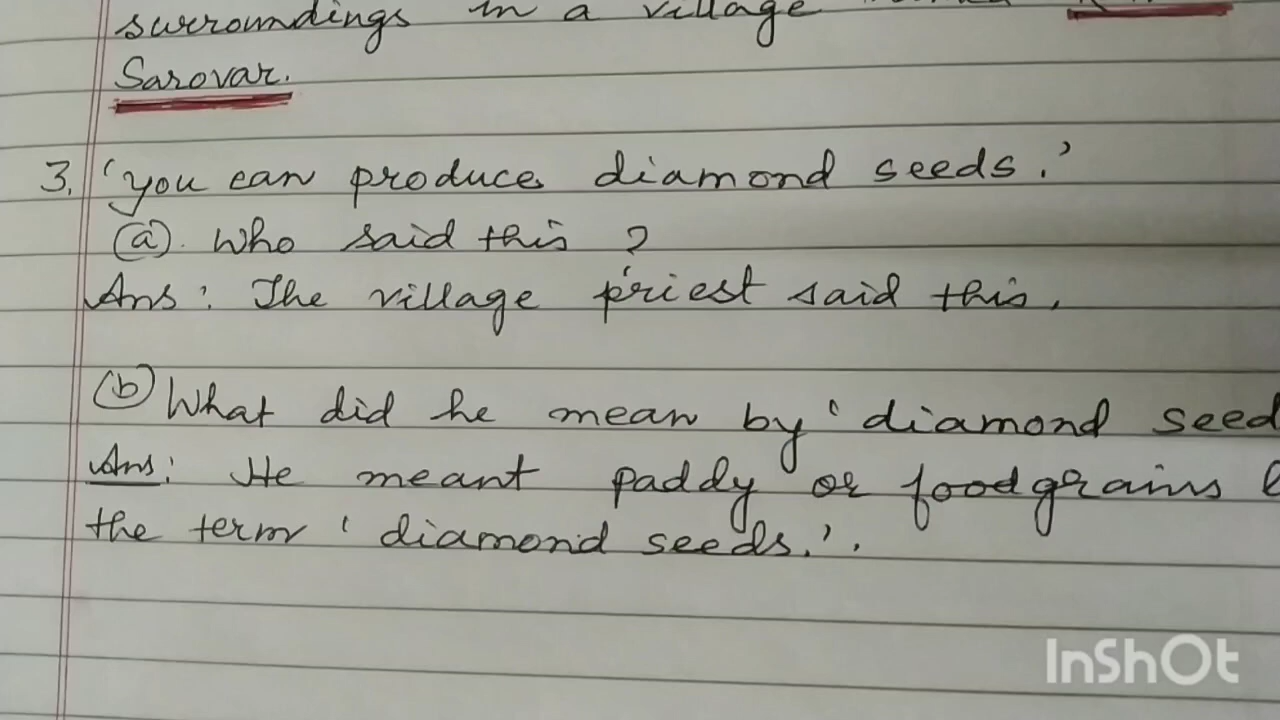 surroundings in a village
Sarovar.
3. 'you can produce diamond seeds.'
(a). Who said this ?
Ans: The village priest said this.
(b) What did he mean by 'diamond seed
Ans: He meant paddy or foodgrains
the term 'diamond seeds.'.
InShOt